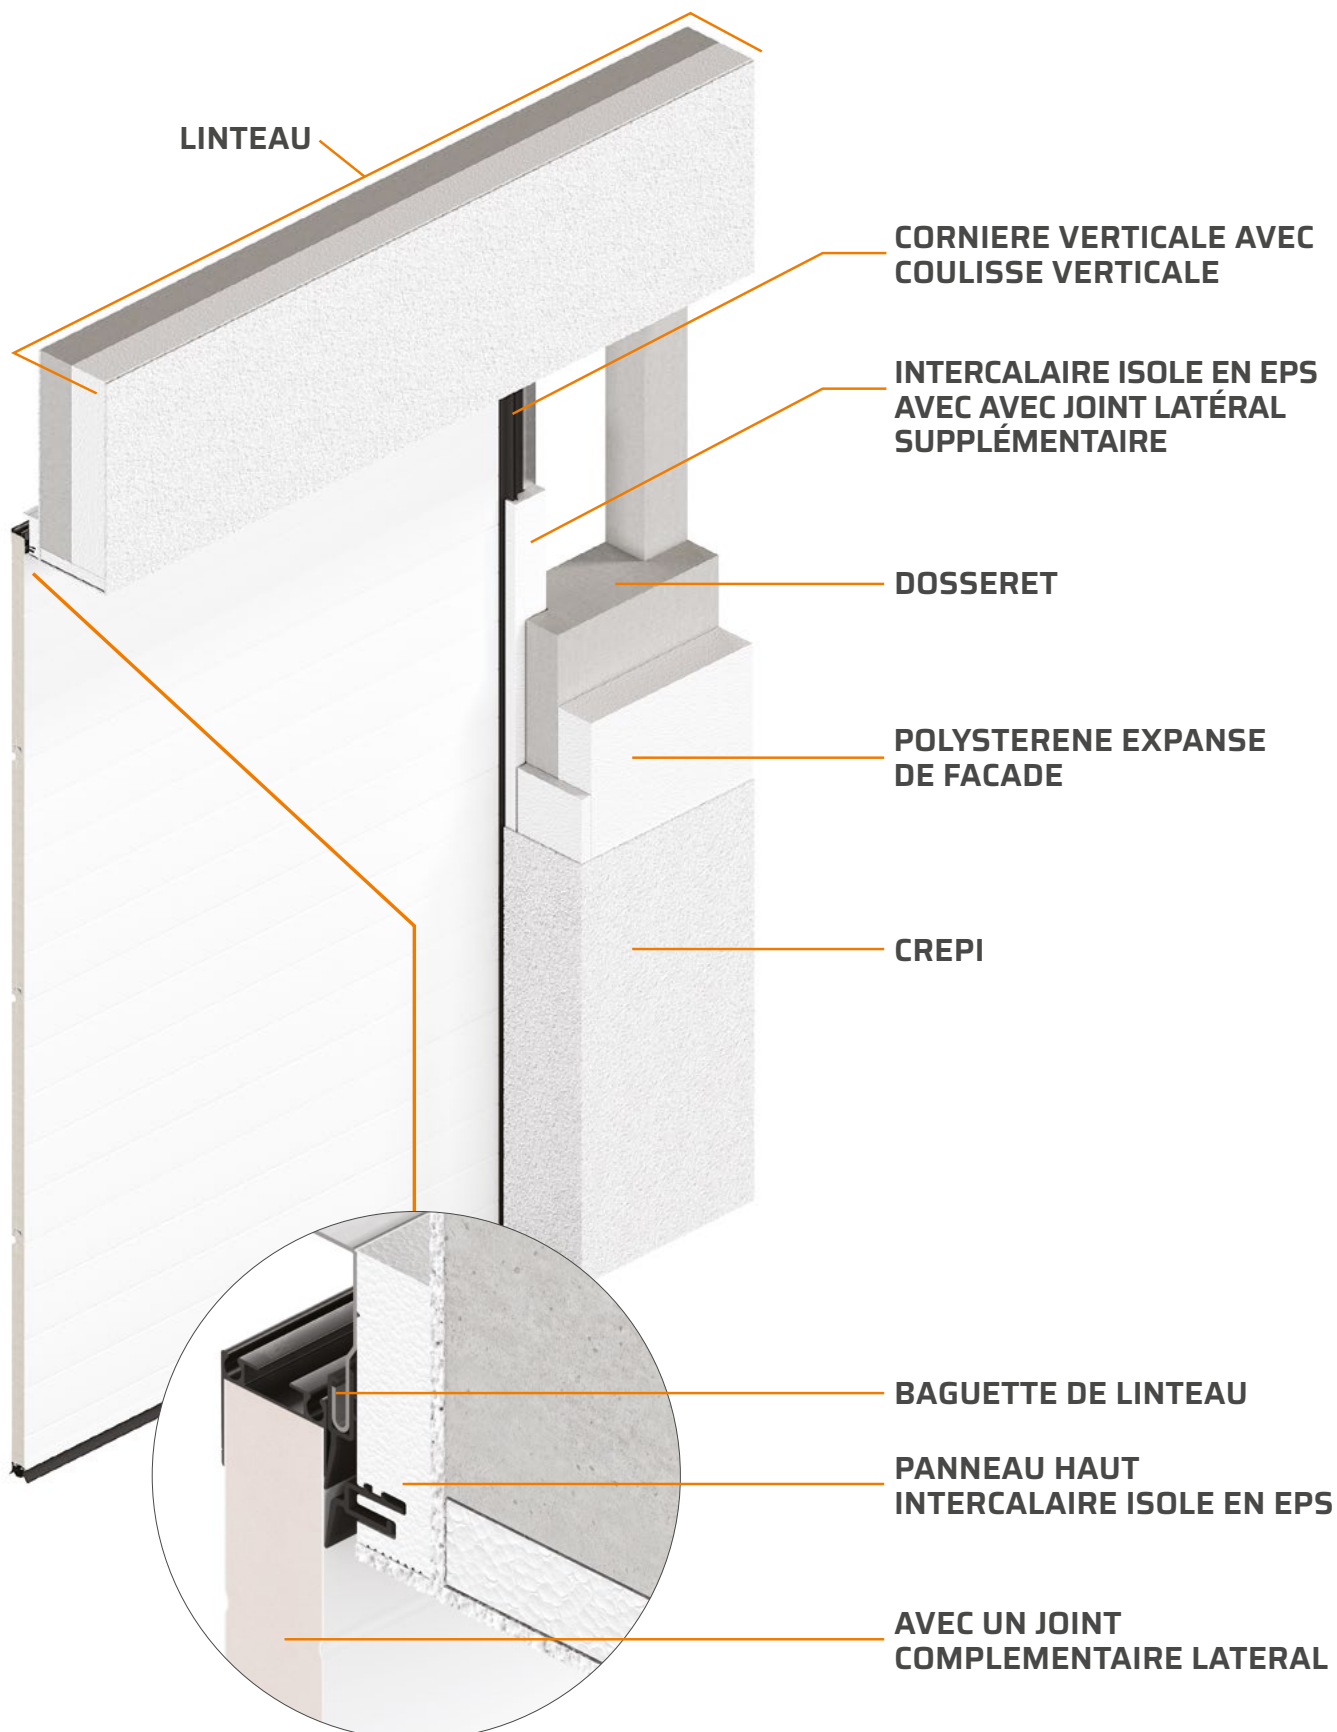 LINTEAU
CORNIERE VERTICALE AVEC
COULISSE VERTICALE
INTERCALAIRE ISOLE EN EPS
AVEC AVEC JOINT LATÉRAL
SUPPLÉMENTAIRE
DOSSERET
POLYSTERENE EXPANSE
DE FACADE
CREPI
BAGUETTE DE LINTEAU
PANNEAU HAUT
INTERCALAIRE ISOLE EN EPS
AVEC UN JOINT
COMPLEMENTAIRE LATERAL